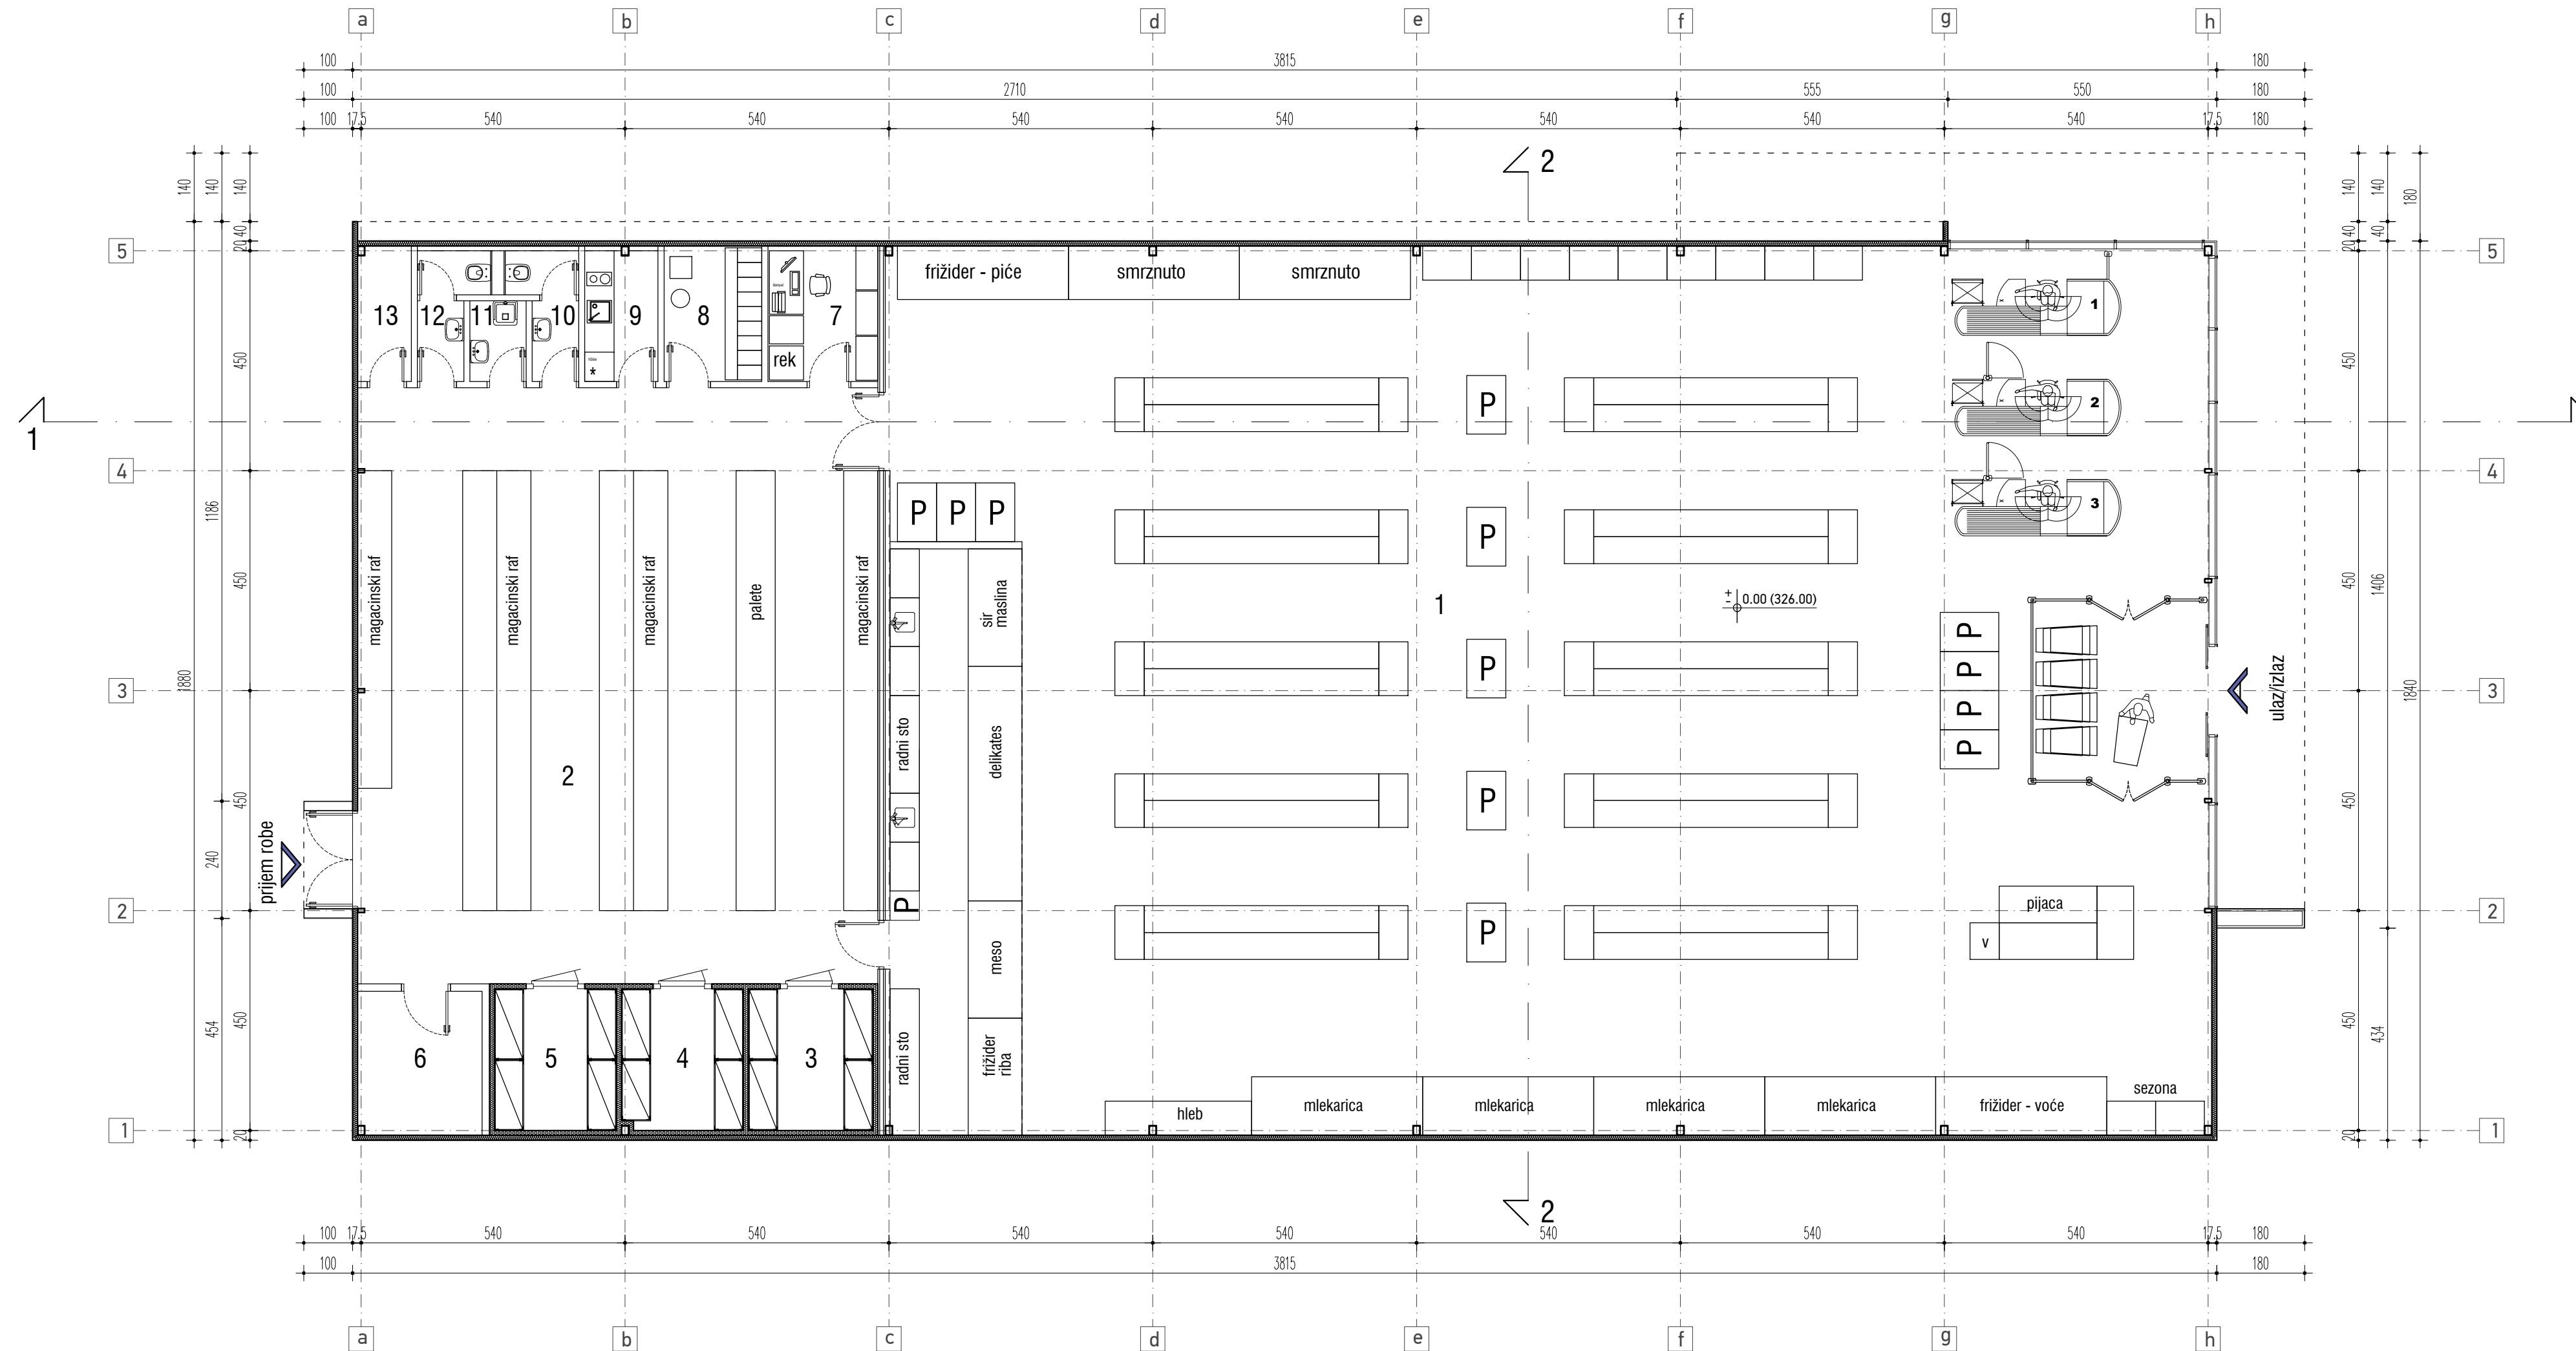 a b c d e f g h
100 3815 180
100 2710 555 550 180
100 17.5 540 540 540 540 540 540 540 17.5 180
2
140 140 140
140 140 180
20 40
20 40 40
5 5
frižider - piće smrznuto smrznuto
13 12 11 10 9 8 7
rek
1
2
3
450 450
P P
1
4 4
P P P
P
1186 450 450 1406
magacinski raf magacinski raf magacinski raf palete magacinski raf
sir
maslina
1
+
- 0.00 (326.00)
P
P
P
P
P
ulaz/izlaz
1880 1840
3 3
radni sto
delikates
2
P
450 450
240
prijem robe
P
P
pijaca
v
2 2
meso
454 450 450 434
6 5 4 3
radni sto
frižider
riba
hleb mlekarica mlekarica mlekarica mlekarica frižider - voće sezona
1 1
20 20
2
100 17.5 540 540 540 540 540 540 540 17.5 180
100 3815 180
a b c d e f g h